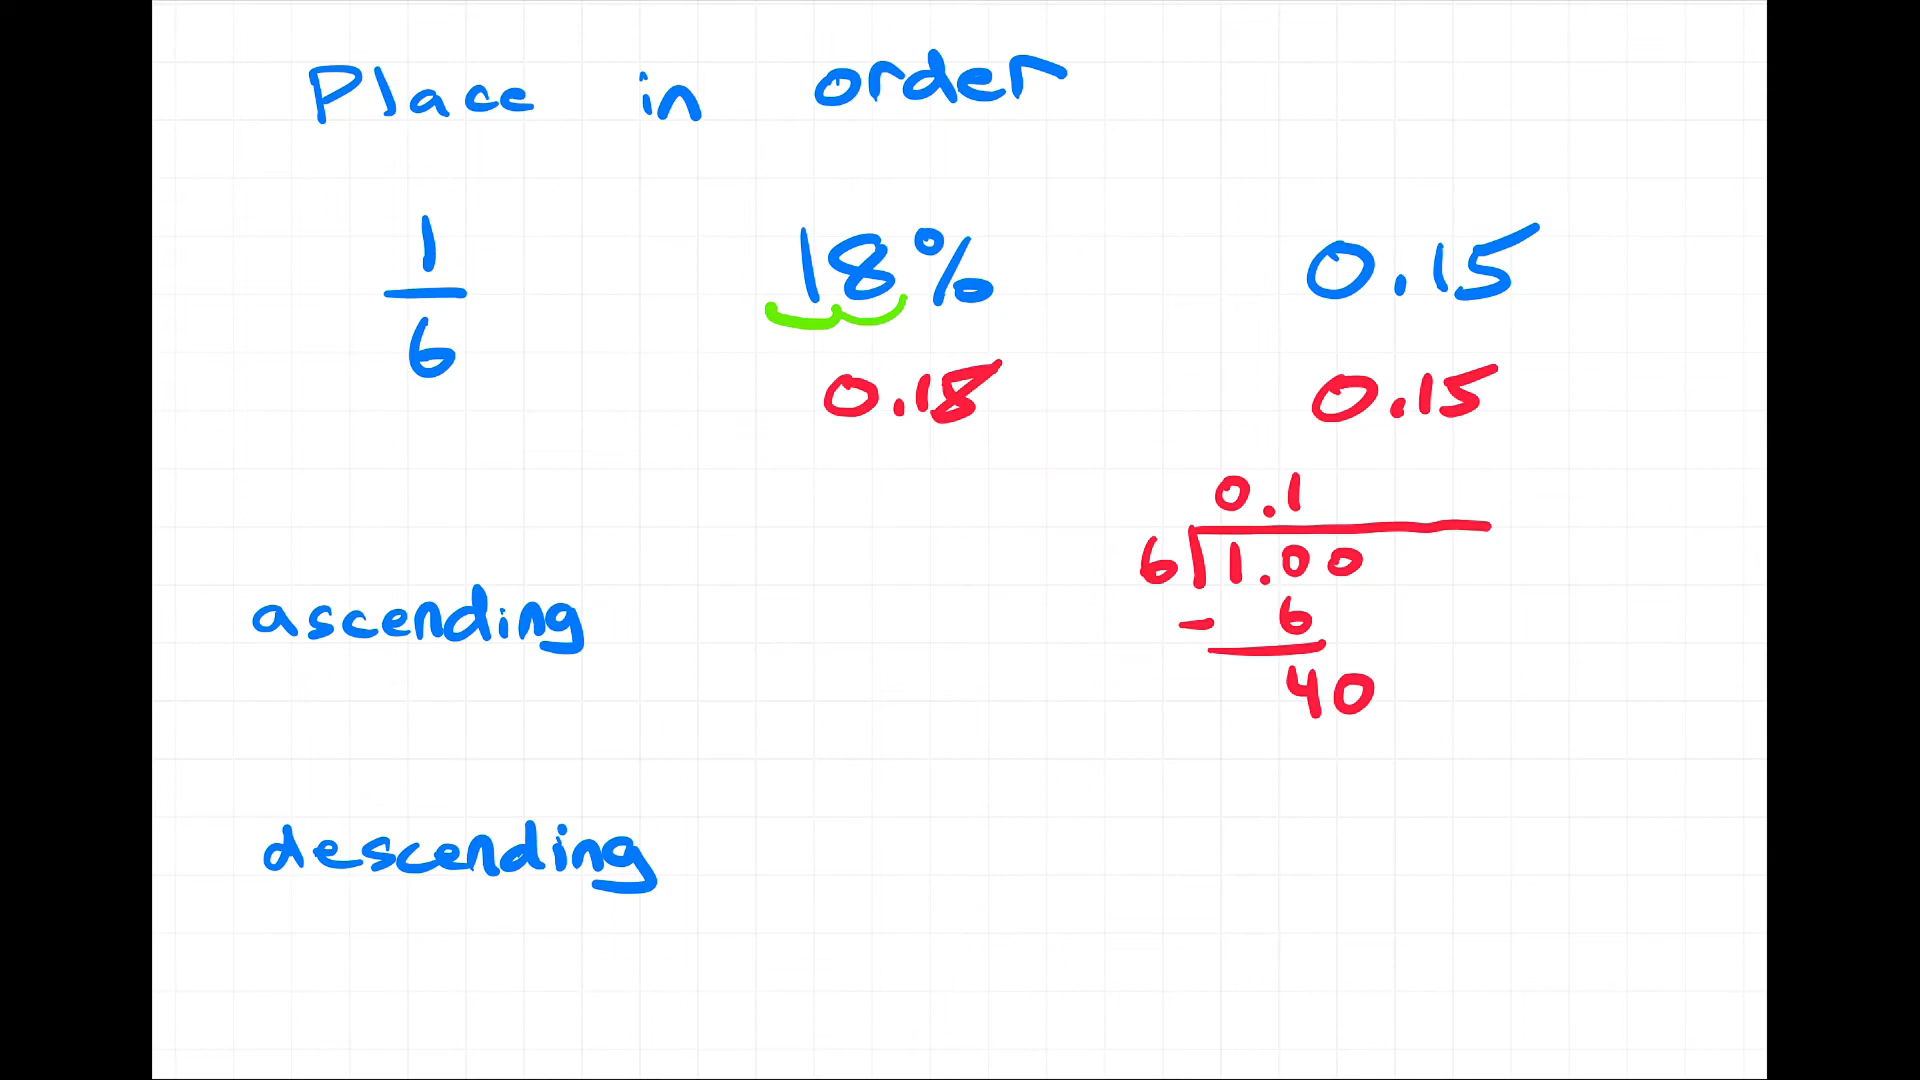 Place in order
1/6 18% 0.15
0.18 0.15
0.1
6 1.00
- 6
40
ascending
descending